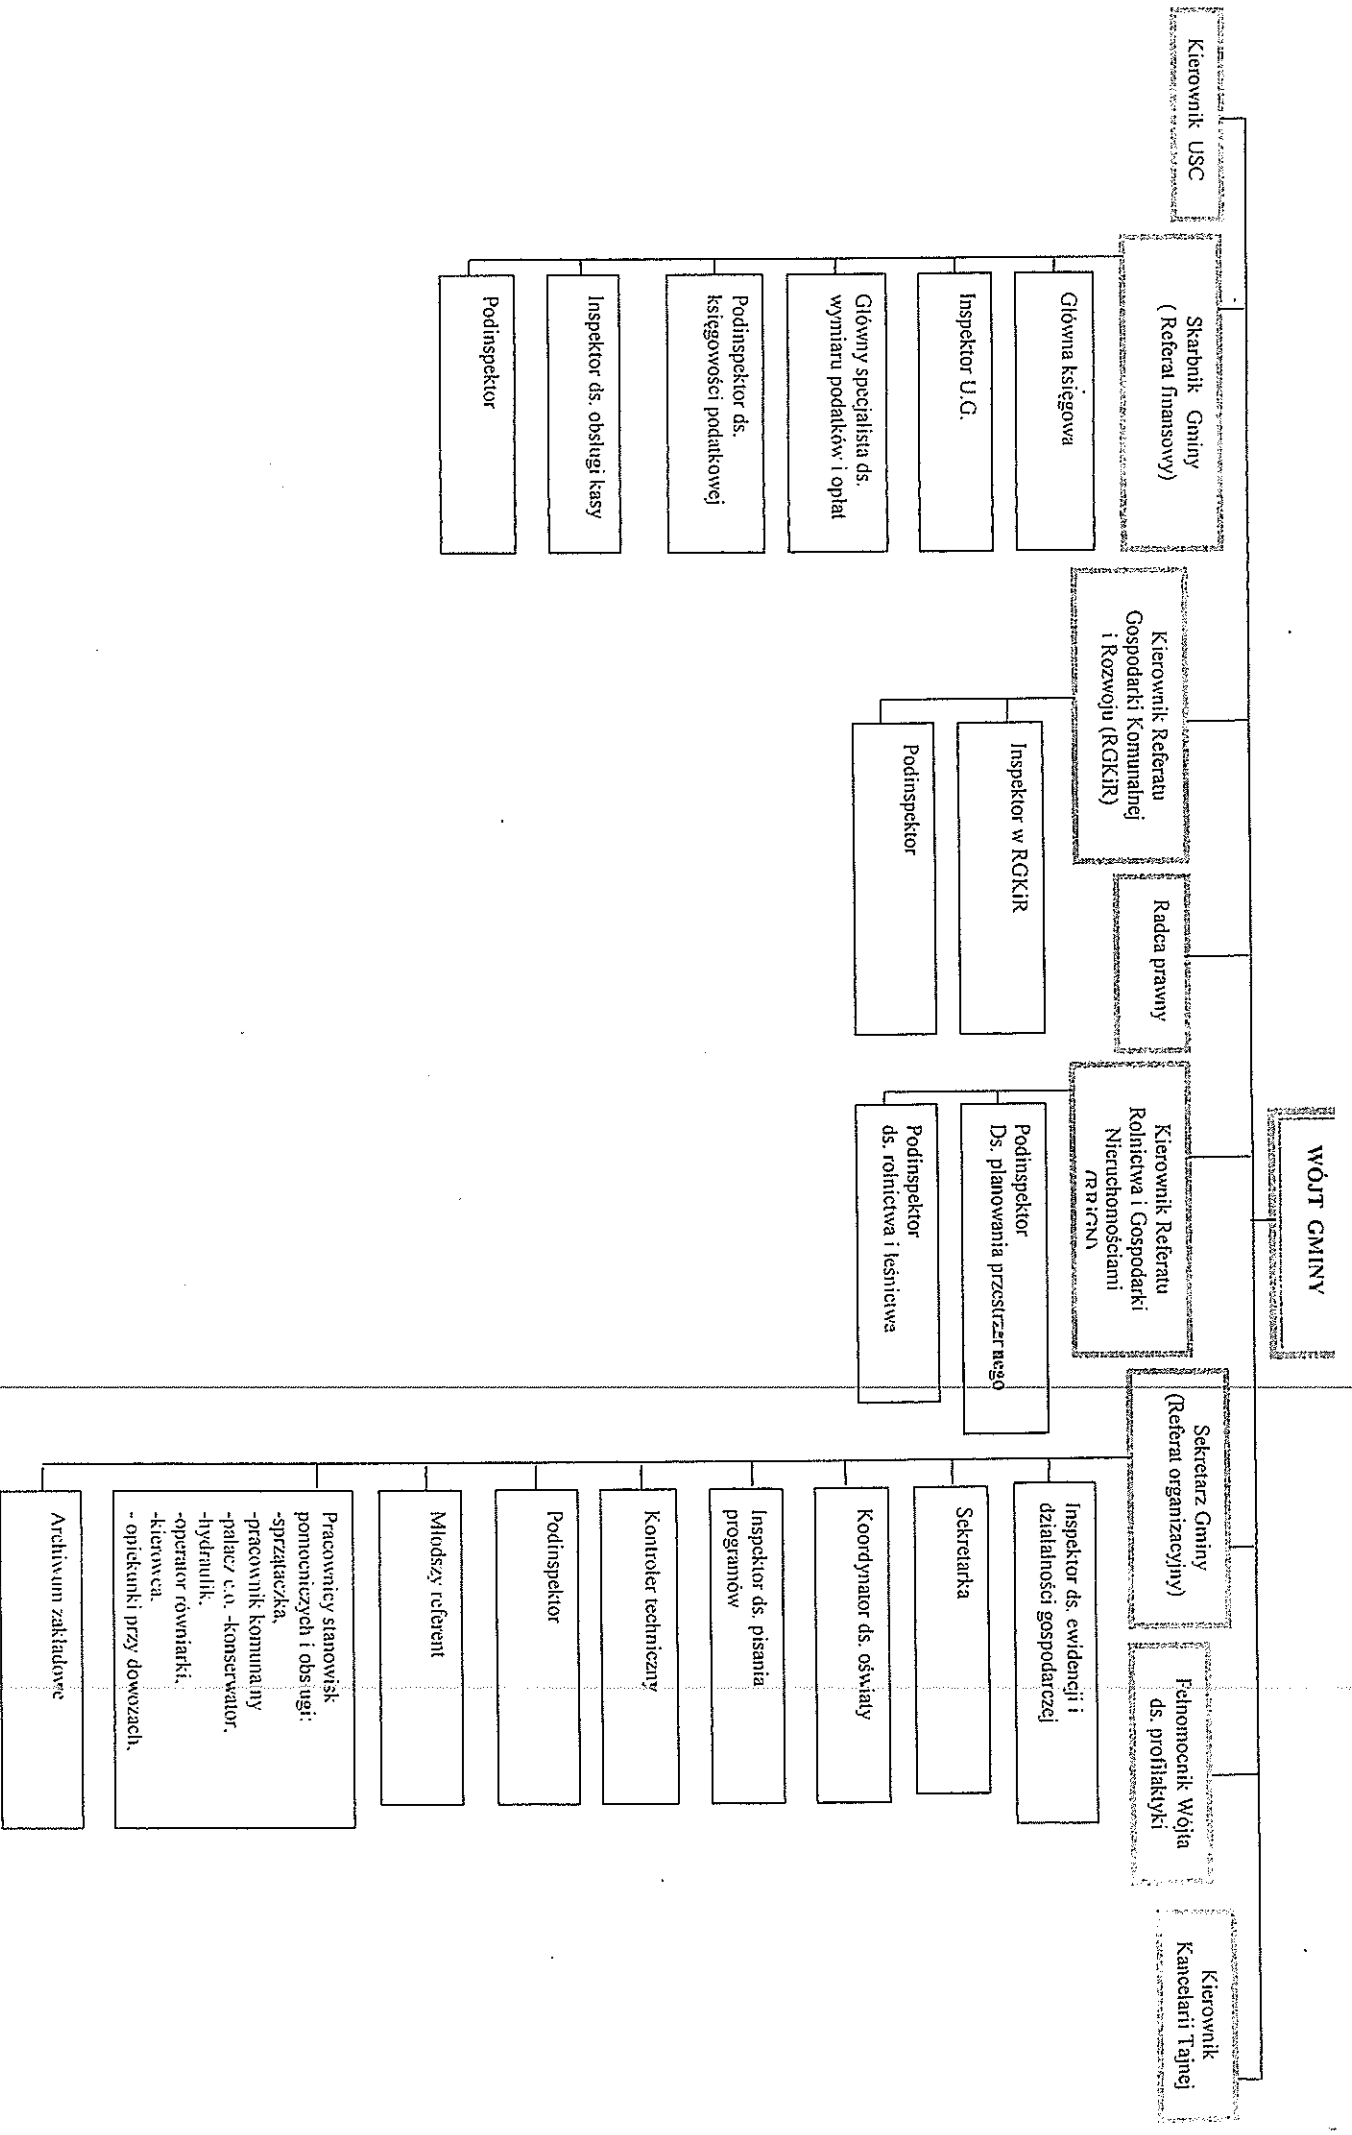 WÓJT GMINY
Kierownik USC
Skarbnik Gminy
( Referat finansowy)
Główna księgowa
Inspektor U.G.
Główny specjalista ds.
wymiaru podatków i opłat
Podinspektor ds.
księgowości podatkowej
Inspektor ds. obsługi kasy
Podinspektor
Kierownik Referatu
Gospodarki Komunalnej
i Rozwoju (RGKiR)
Inspektor w RGKiR
Podinspektor
Radca prawny
Kierownik Referatu
Rolnictwa i Gospodarki
Nieruchomościami
(RRiGN)
Podinspektor
Ds. planowania przestrzennego
Podinspektor
ds. rolnictwa i leśnictwa
Sekretarz Gminy
(Referat organizacyjny)
Inspektor ds. ewidencji i
działalności gospodarczej
Sekretarka
Koordynator ds. oświaty
Inspektor ds. pisania
programów
Kontroler techniczny
Podinspektor
Młodszy referent
Pracownicy stanowisk
pomocniczych i obsługi:
-sprzątaczka,
-pracownik komunalny
-palacz c.o. -konserwator,
-hydraulik.
-operator równiarki.
-kierowca.
- opiekunki przy dowozach.
Archiwum zakładowe
Pełnomocnik Wójta
ds. profilaktyki
Kierownik
Kancelarii Tajnej